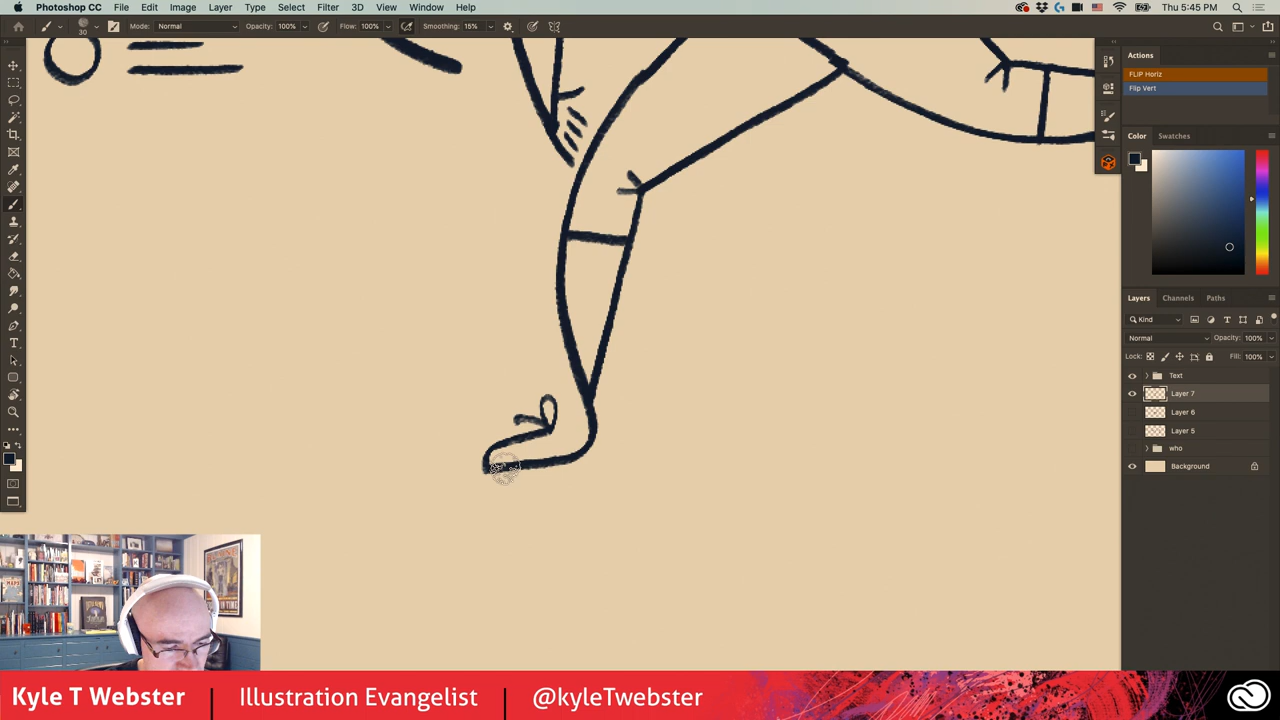 Photoshop CC File Edit Image Layer Type Select Filter 3D View Window Help Thu 5:45 PM
30 Mode: Normal Opacity: 100% Flow: 100% Smoothing: 15%
Actions
FLIP Horiz
Flip Vert
Color Swatches
Layers Channels Paths
Kind
Normal Opacity: 100%
Lock: Fill: 100%
Text
Layer 7
Layer 6
Layer 5
who
Background
Kyle T Webster | Illustration Evangelist | @kyleTwebster